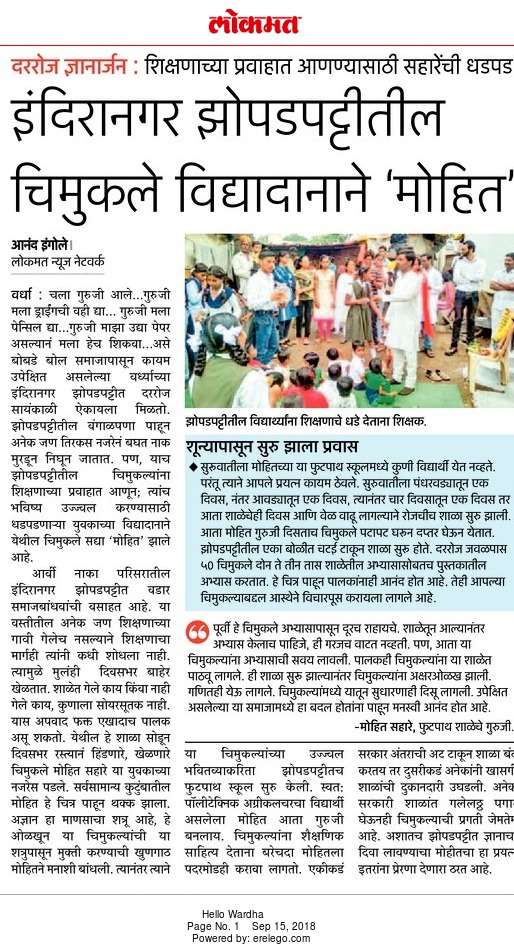 लोकमत
दररोज ज्ञानार्जन : शिक्षणाच्या प्रवाहात आणण्यासाठी सहारेंची धडपड
इंदिरानगर झोपडपट्टीतील
चिमुकले विद्यादानाने ‘मोहित’
आनंद इंगोले।
लोकमत न्यूज नेटवर्क
वर्धा : चला गुरुजी आले...गुरुजी
मला ड्राईंगची वही द्या... गुरुजी मला
पेन्सिल द्या...गुरुजी माझा उद्या पेपर
असल्यानं मला हेच शिकवा...असे
बोबडे बोल समाजापासून कायम
उपेक्षित असलेल्या वर्ध्याच्या
इंदिरानगर झोपडपट्टीत दररोज
सायंकाळी ऐकायला मिळतो.
झोपडपट्टीतील बंगाळपणा पाहून
अनेक जण तिरकस नजरेनं बघत नाक
मुरडून निघून जातात. पण, याच
झोपडपट्टीतील चिमुकल्यांना
शिक्षणाच्या प्रवाहात आणून; त्यांच
भविष्य उज्ज्वल करण्यासाठी
धडपडणाऱ्या युवकाच्या विद्यादानाने
येथील चिमुकले सद्या ‘मोहित’ झाले
आहे.
आर्वी नाका परिसरातील
इंदिरानगर झोपडपट्टीत वडार
समाजबांधवांची वसाहत आहे. या
वस्तीतील अनेक जण शिक्षणाच्या
गावी गेलेच नसल्याने शिक्षणाचा
मार्गही त्यांनी कधी शोधला नाही.
त्यामुळे मुलंही दिवसभर बाहेर
खेळतात. शाळेत गेले काय किंवा नाही
गेले काय, कुणाला सोयरसूतक नाही.
यास अपवाद फक्त एखादाच पालक
असू शकतो. येथील हे शाळा सोडून
दिवसभर रस्त्यानं हिंडणारे, खेळणारे
चिमुकले मोहित सहारे या युवकाच्या
नजरेस पडले. सर्वसामान्य कुटुंबातील
मोहित हे चित्र पाहून थक्क झाला.
अज्ञान हा माणसाचा शत्रू आहे, हे
ओळखून या चिमुकल्यांची या
शत्रुपासून मुक्ती करण्याची खुणगाठ
मोहितने मनाशी बांधली. त्यानंतर त्याने
झोपडपट्टीतील विद्यार्थ्यांना शिक्षणाचे धडे देताना शिक्षक.
शून्यापासून सुरु झाला प्रवास
◆ सुरुवातीला मोहितच्या या फुटपाथ स्कूलमध्ये कुणी विद्यार्थी येत नव्हते.
परंतू त्याने आपले प्रयत्न कायम ठेवले. सुरुवातीला पंधरवड्यातून एक
दिवस, नंतर आवड्यातून एक दिवस, त्यानंतर चार दिवसातून एक दिवस तर
आता शाळेचेही दिवस आणि वेळ वाढू लागल्याने रोजचीच शाळा सुरु झाली.
आता मोहित गुरुजी दिसताच चिमुकले पटापट घरून दप्तर घेऊन येतात.
झोपडपट्टीतील एका बोळीत चटई टाकून शाळा सुरु होते. दररोज जवळपास
५० चिमुकले दोन ते तीन तास शाळेतील अभ्यासासोबतच पुस्तकातील
अभ्यास करतात. हे चित्र पाहून पालकांनाही आनंद होत आहे. तेही आपल्या
चिमुकल्याबद्दल आस्थेने विचारपूस करायला लागले आहे.
पूर्वी हे चिमुकले अभ्यासापासून दूरच राहायचे. शाळेतून आल्यानंतर
अभ्यास केलाच पाहिजे, ही गरजच वाटत नव्हती. पण, आता या
चिमुकल्यांना अभ्यासाची सवय लावली. पालकही चिमुकल्यांना या शाळेत
पाठवू लागले. ही शाळा सुरू झाल्यानंतर चिमुकल्यांना अक्षरओळख झाली.
गणितही येऊ लागले. चिमुकल्यांमध्ये यातून सुधारणाही दिसू लागली. उपेक्षित
असलेल्या या समाजामध्ये हा बदल होतांना पाहून मनस्वी आनंद होत आहे.
-मोहित सहारे, फुटपाथ शाळेचे गुरुजी.
या चिमुकल्यांच्या उज्ज्वल
भवितव्याकरिता झोपडपट्टीतच
फुटपाथ स्कूल सुरु केली. स्वत:
पॉलीटेक्निक अग्रीकलचरचा विद्यार्थी
असलेला मोहित आता गुरुजी
बनलाय. चिमुकल्यांना शैक्षणिक
साहित्य देताना बरेचदा मोहितला
पदरमोडही करावा लागतो. एकीकडं
सरकार अंतराची अट टाकून शाळा बंद
करतय तर दुसरीकडं अनेकांनी खासगी
शाळांची दुकानदारी उघडली. अनेक
सरकारी शाळांत गलेलठ्ठ पगार
घेऊनही चिमुकल्याची प्रगती जेमतेम
आहे. अशातच झोपडपट्टीत ज्ञानाचा
दिवा लावण्याचा मोहीतचा हा प्रयत्न
इतरांना प्रेरणा देणारा ठरत आहे.
Hello Wardha
Page No. 1 Sep 15, 2018
Powered by: erelego.com